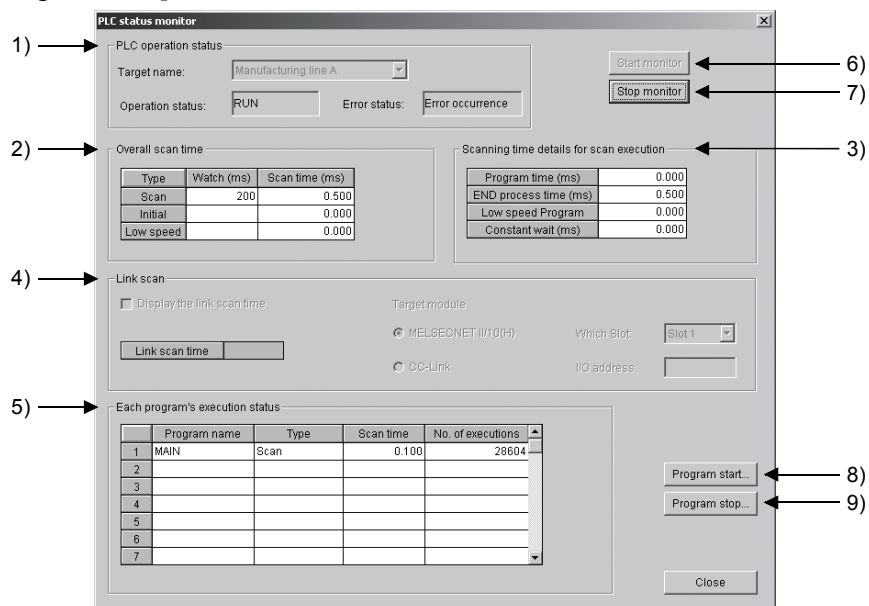 PLC status monitor
1)
PLC operation status
Target name: Manufacturing line A
Operation status: RUN Error status: Error occurrence
Start monitor 6)
Stop monitor 7)
2)
Overall scan time
Type Watch (ms) Scan time (ms)
Scan 200 0.500
Initial 0.000
Low speed 0.000
Scanning time details for scan execution 3)
Program time (ms) 0.000
END process time (ms) 0.500
Low speed Program 0.000
Constant wait (ms) 0.000
4)
Link scan
Display the link scan time
Link scan time
Target module
MELSECNET II/10(H) Which Slot: Slot 1
CC-Link I/O address:
5)
Each program's execution status
Program name Type Scan time No. of executions
1 MAIN Scan 0.100 28604
2
3
4
5
6
7
Program start... 8)
Program stop... 9)
Close